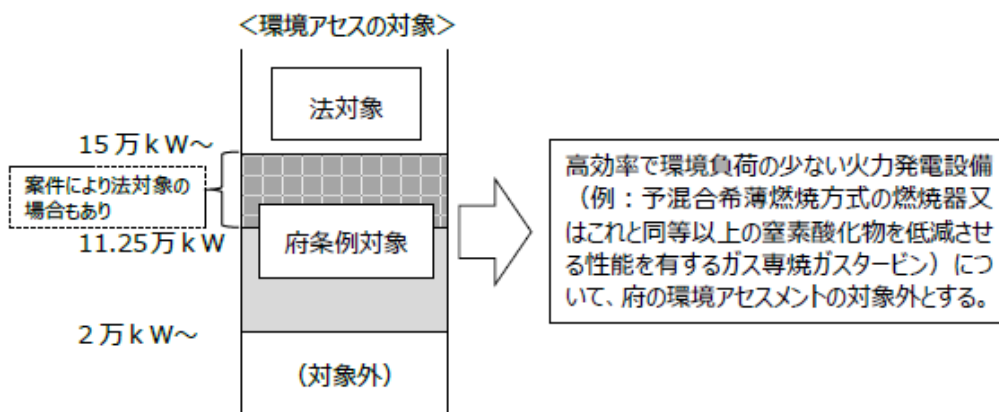 ＜環境アセスの対象＞
法対象
15万ｋＷ～
案件により法対象の
場合もあり
11.25万ｋＷ
府条例対象
2万ｋＷ～
（対象外）
高効率で環境負荷の少ない火力発電設備
（例：予混合希薄燃焼方式の燃焼器又
はこれと同等以上の窒素酸化物を低減させ
る性能を有するガス専焼ガスタービン）につ
いて、府の環境アセスメントの対象外とする。